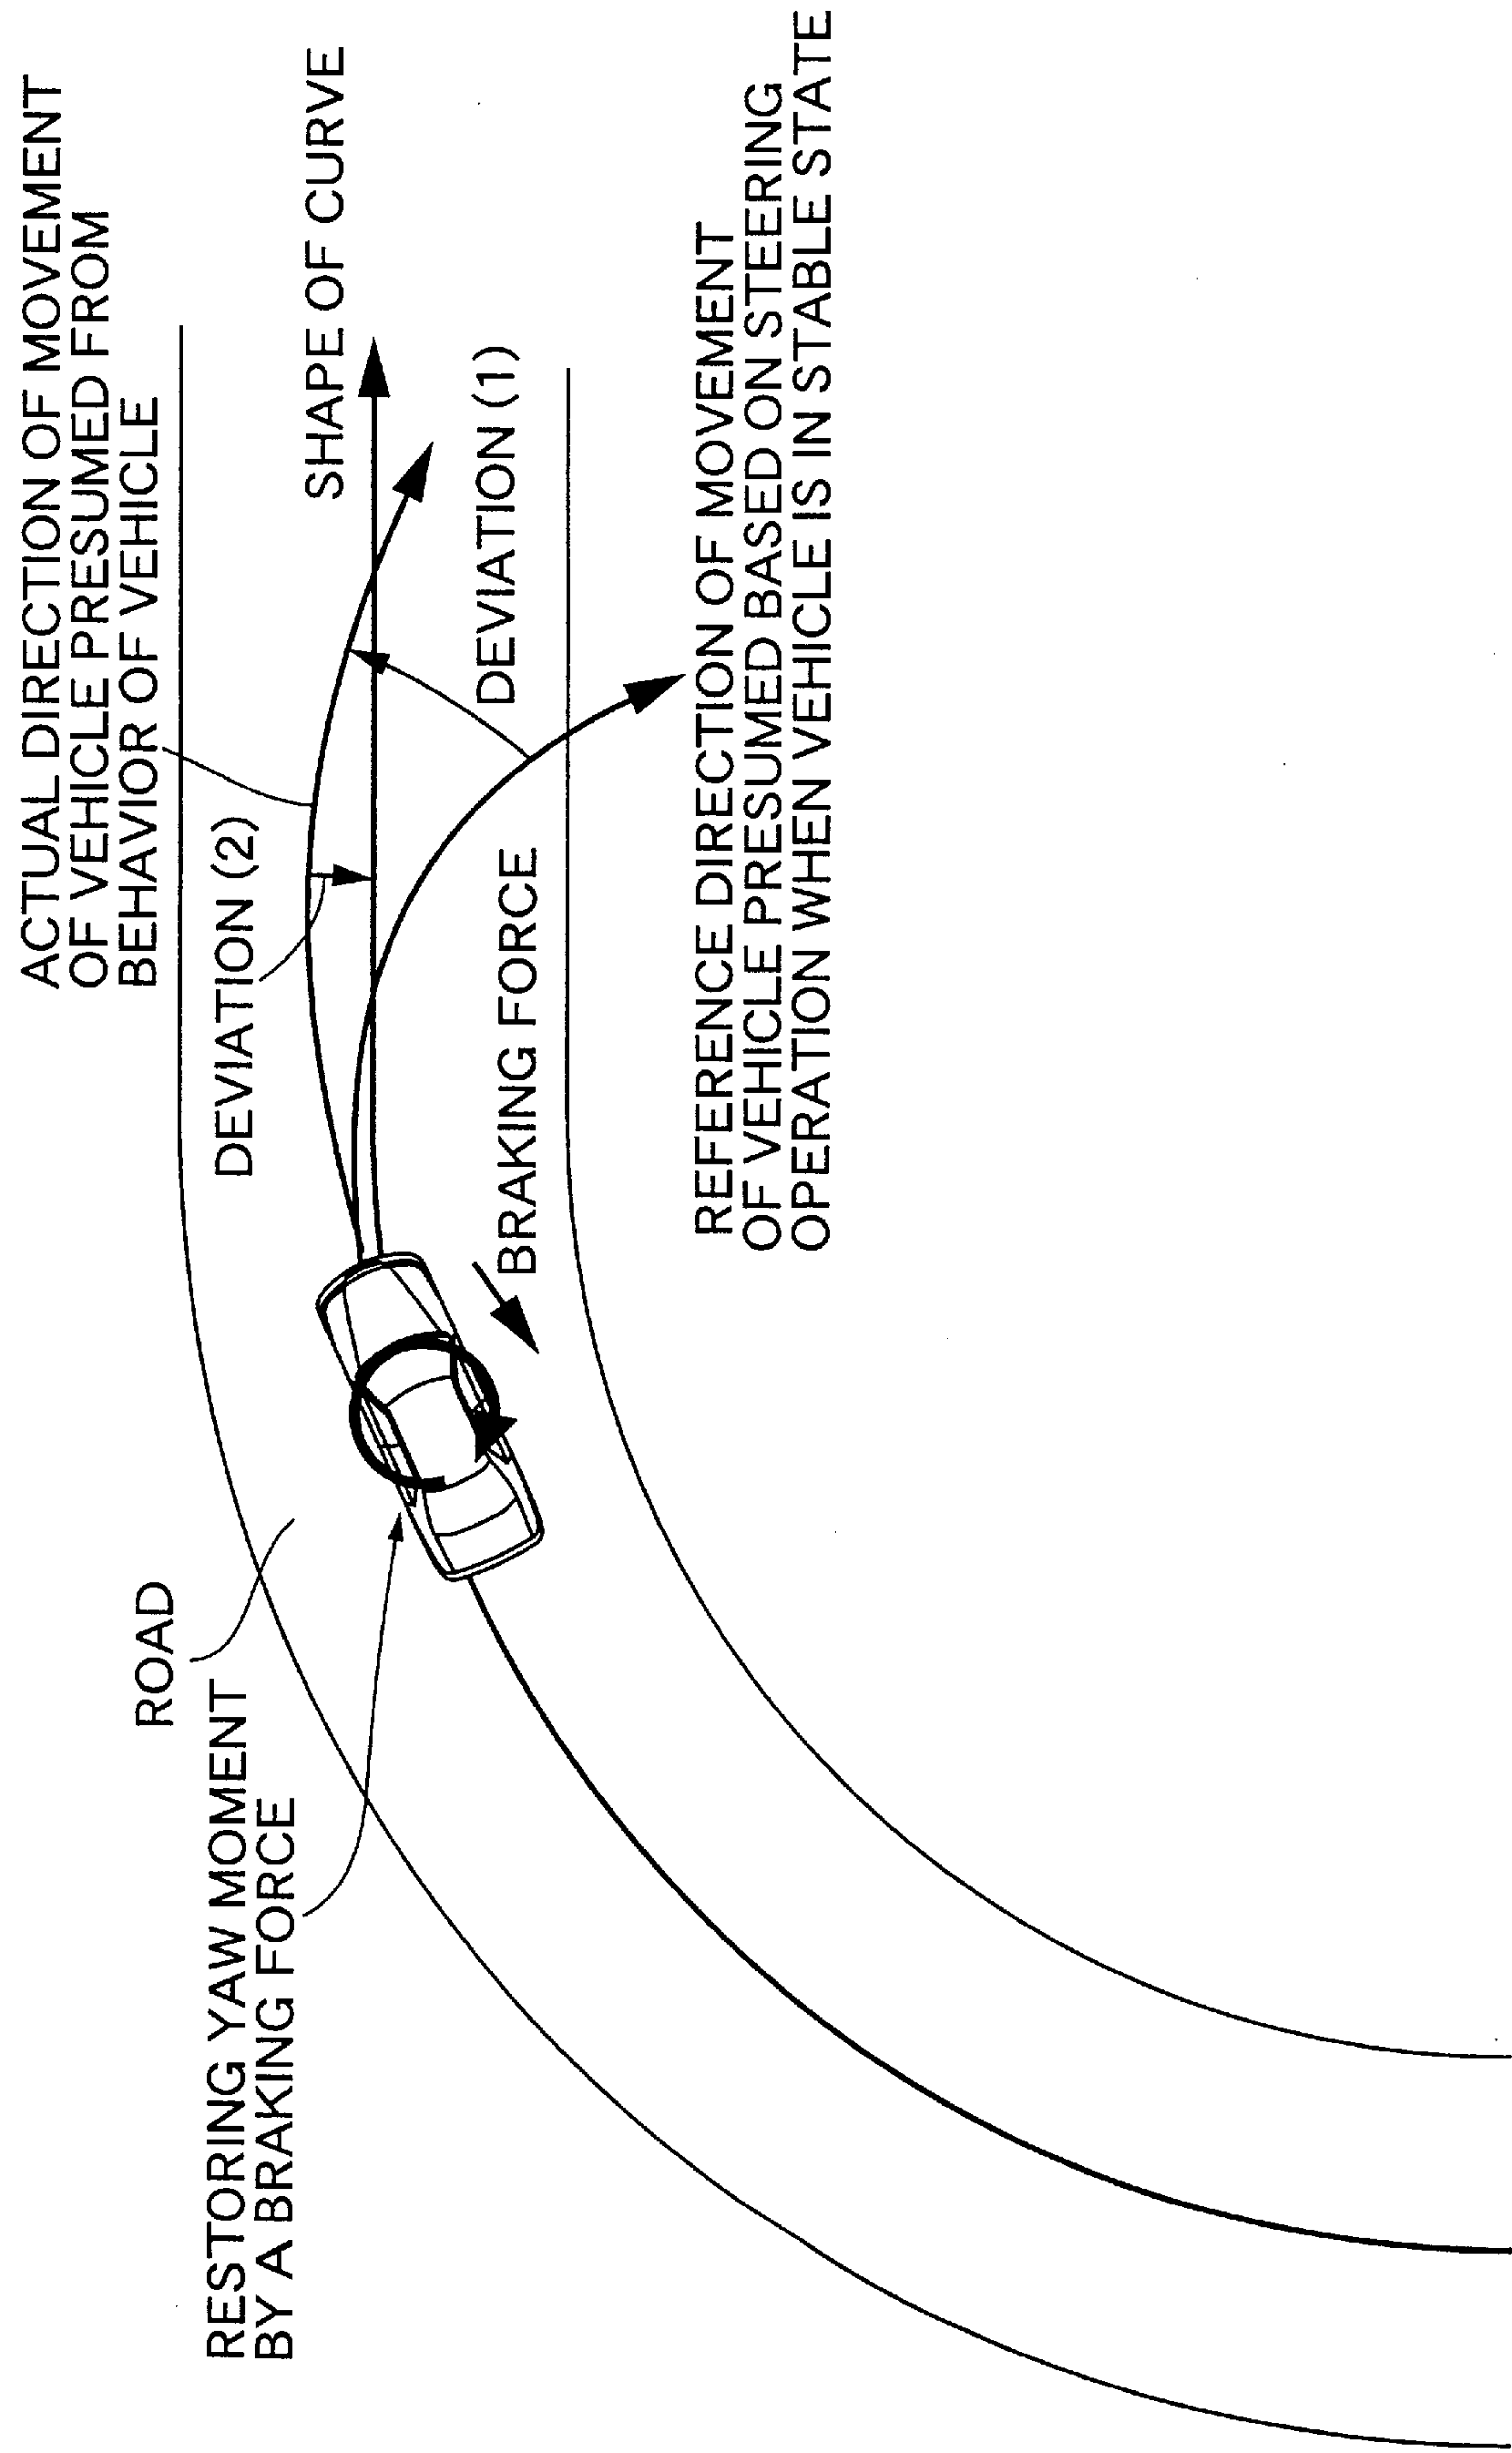 ACTUAL DIRECTION OF MOVEMENT
OF VEHICLE PRESUMED FROM
BEHAVIOR OF VEHICLE
SHAPE OF CURVE
DEVIATION (2)
DEVIATION (1)
BRAKING FORCE
ROAD
RESTORING YAW MOMENT
BY A BRAKING FORCE
REFERENCE DIRECTION OF MOVEMENT
OF VEHICLE PRESUMED BASED ON STEERING
OPERATION WHEN VEHICLE IS IN STABLE STATE